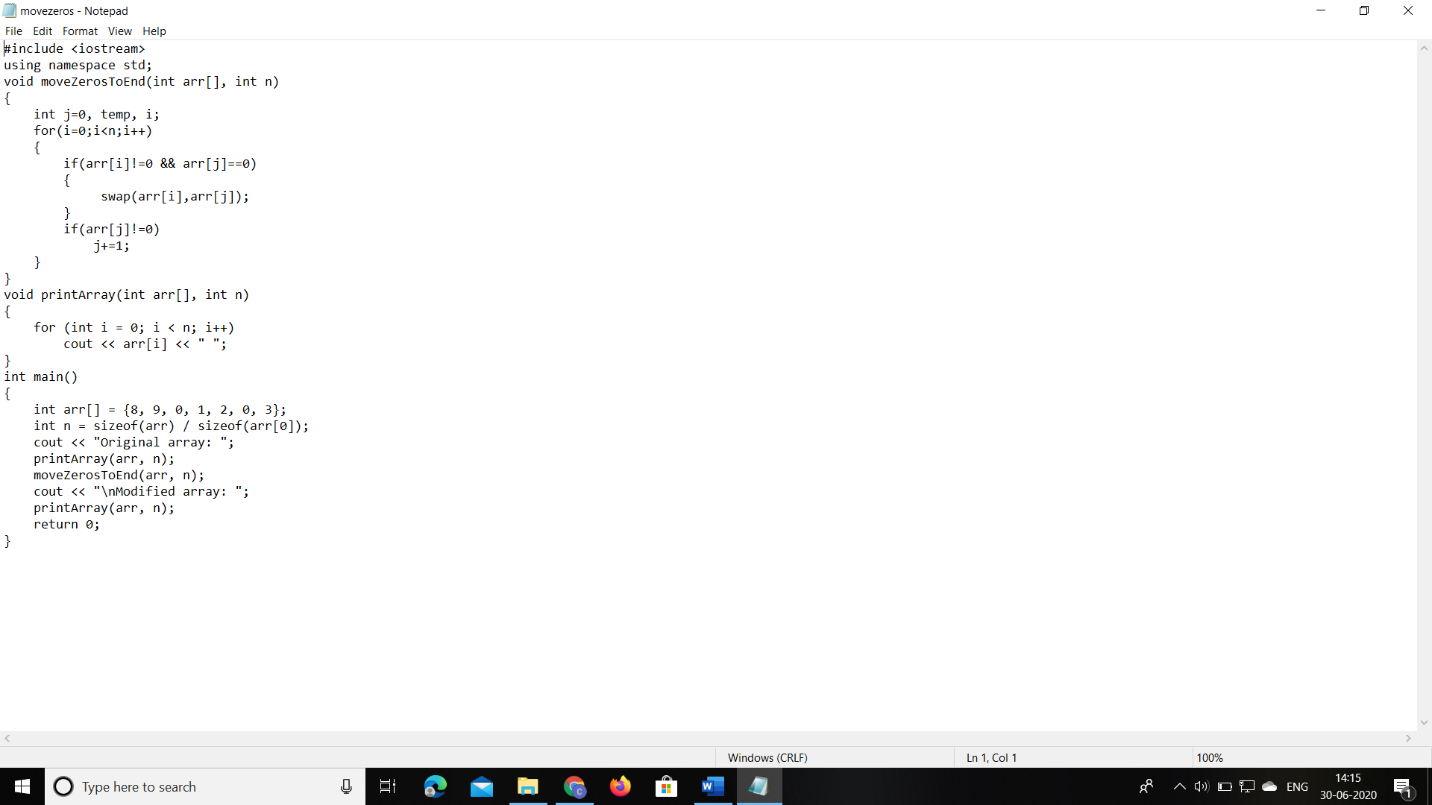 movezeros - Notepad
File Edit Format View Help
#include <iostream>
using namespace std;
void moveZerosToEnd(int arr[], int n)
{
    int j=0, temp, i;
    for(i=0;i<n;i++)
    {
        if(arr[i]!=0 && arr[j]==0)
        {
             swap(arr[i],arr[j]);
        }
        if(arr[j]!=0)
            j+=1;
    }
}
void printArray(int arr[], int n)
{
    for (int i = 0; i < n; i++)
        cout << arr[i] << " ";
}
int main()
{
    int arr[] = {8, 9, 0, 1, 2, 0, 3};
    int n = sizeof(arr) / sizeof(arr[0]);
    cout << "Original array: ";
    printArray(arr, n);
    moveZerosToEnd(arr, n);
    cout << "\nModified array: ";
    printArray(arr, n);
    return 0;
}
Windows (CRLF) Ln 1, Col 1 100%
Type here to search
C
W
ENG
14:15
30-06-2020
1